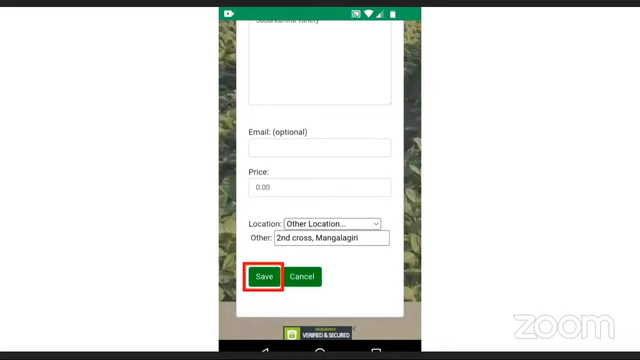 Email: (optional)
Price:
0.00
Location: Other Location...
Other: 2nd cross, Mangalagiri
Save Cancel
VERIFIED & SECURED
zoom